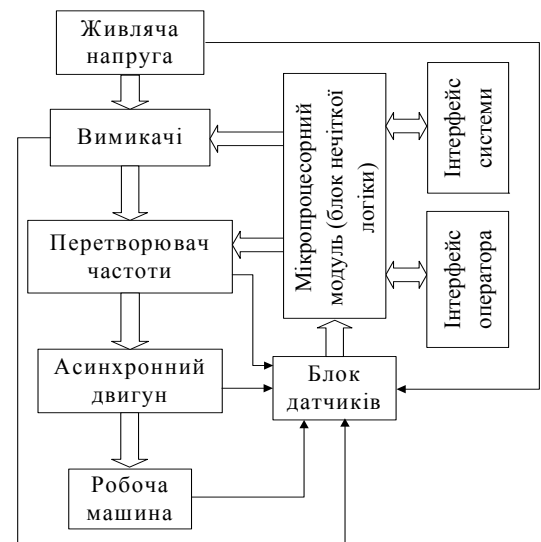 Живляча
напруга
Вимикачі
Перетворювач
частоти
Асинхронний
двигун
Робоча
машина
Мікропроцесорний
модуль (блок нечіткої
логіки)
Блок
датчиків
Інтерфейс
системи
Інтерфейс
оператора